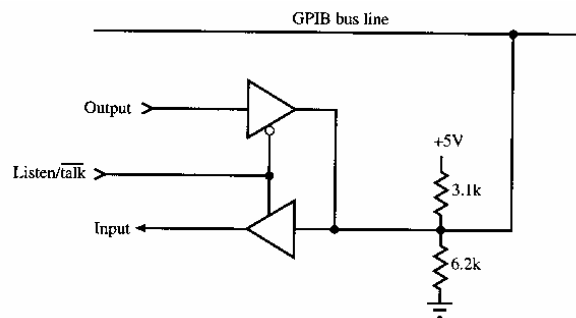 GPIB bus line
Output
+5V
Listen/talk
3.1k
Input
6.2k